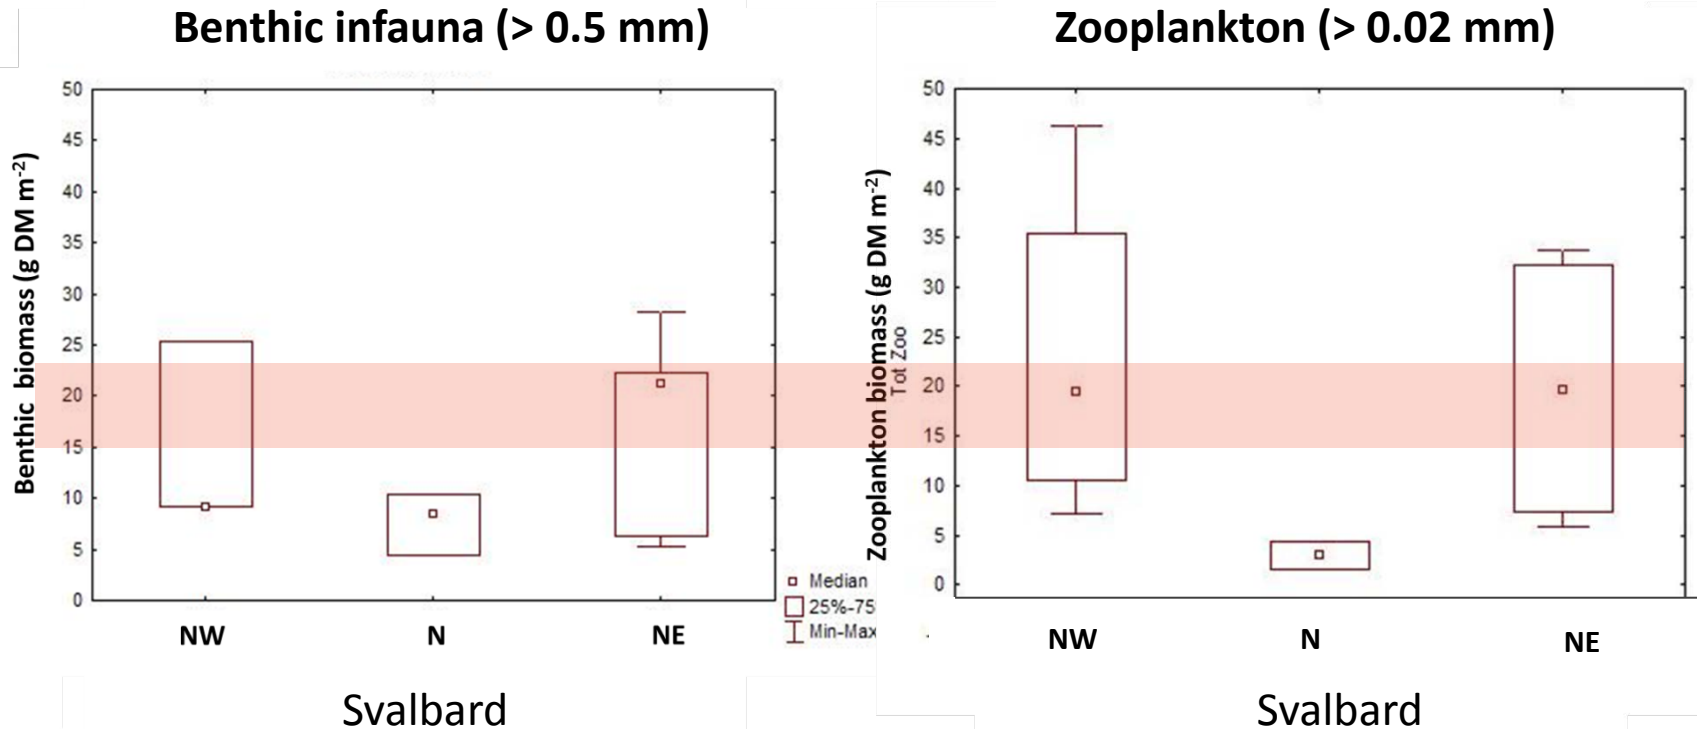 Benthic infauna (> 0.5 mm)
Benthic biomass (g DM m-2)
50
45
40
35
30
25
20
15
10
5
0
NW
N
NE
Svalbard
Median
25%-75
Min-Max
Zooplankton (> 0.02 mm)
Zooplankton biomass (g DM m-2)
Tot Zoo
50
45
40
35
30
25
20
15
10
5
0
NW
N
NE
Svalbard